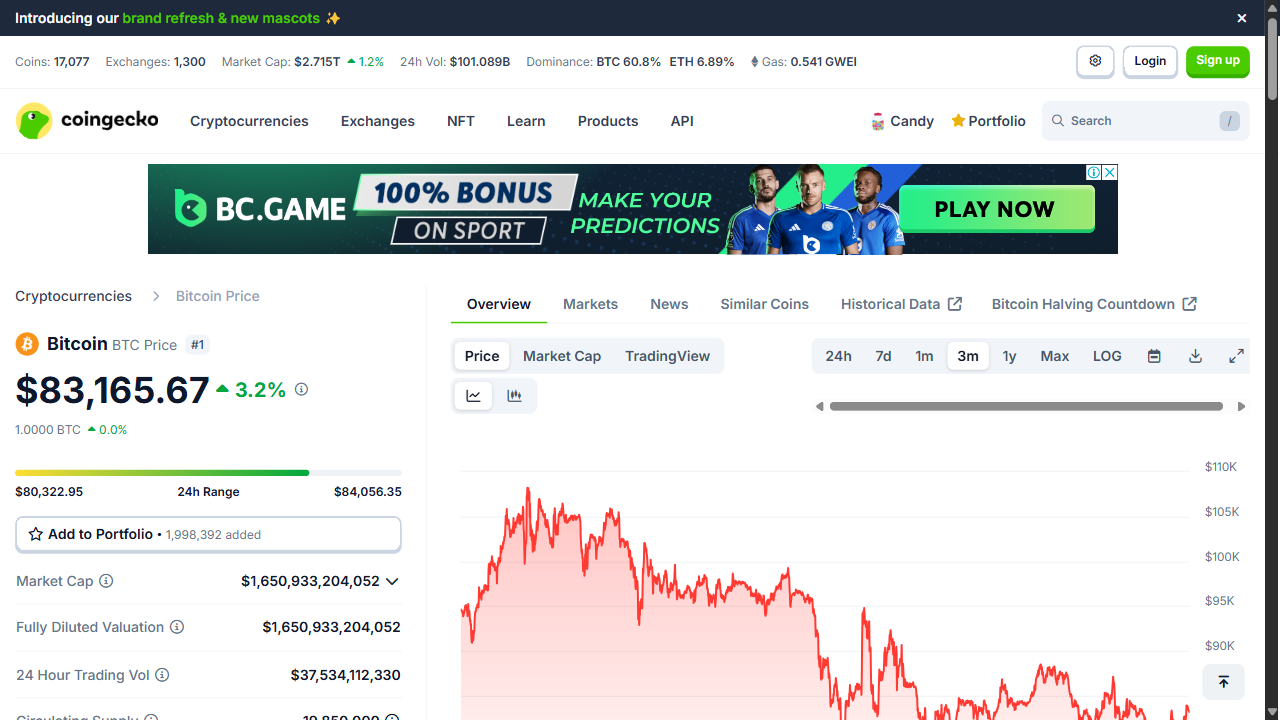 Introducing our brand refresh & new mascots ✨
Coins: 17,077 Exchanges: 1,300 Market Cap: $2.715T 1.2% 24h Vol: $101.089B Dominance: BTC 60.8% ETH 6.89% Gas: 0.541 GWEI
Login
Sign up
coingecko
Cryptocurrencies Exchanges NFT Learn Products API
Candy Portfolio Search /
BC.GAME
100% BONUS
ON SPORT
MAKE YOUR
PREDICTIONS
PLAY NOW
Cryptocurrencies > Bitcoin Price
Bitcoin BTC Price #1
$83,165.67 3.2%
1.0000 BTC 0.0%
$80,322.95 24h Range $84,056.35
Add to Portfolio • 1,998,392 added
Market Cap $1,650,933,204,052
Fully Diluted Valuation $1,650,933,204,052
24 Hour Trading Vol $37,534,112,330
Circulating Supply 19,850,000
Overview Markets News Similar Coins Historical Data Bitcoin Halving Countdown
Price Market Cap TradingView
24h 7d 1m 3m 1y Max LOG
$110K
$105K
$100K
$95K
$90K